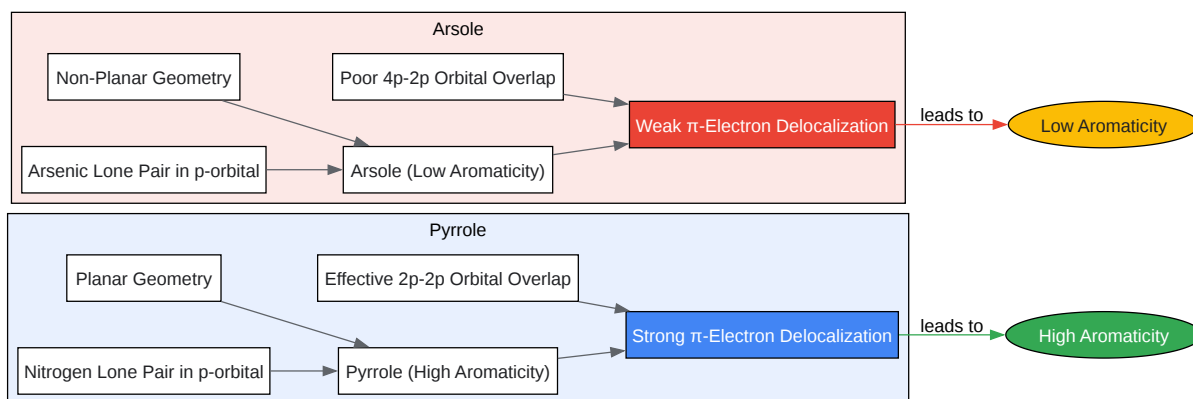 Arsole
Non-Planar Geometry
Poor 4p-2p Orbital Overlap
Weak π-Electron Delocalization
leads to
Low Aromaticity
Arsenic Lone Pair in p-orbital
Arsole (Low Aromaticity)
Pyrrole
Planar Geometry
Effective 2p-2p Orbital Overlap
Strong π-Electron Delocalization
leads to
High Aromaticity
Nitrogen Lone Pair in p-orbital
Pyrrole (High Aromaticity)